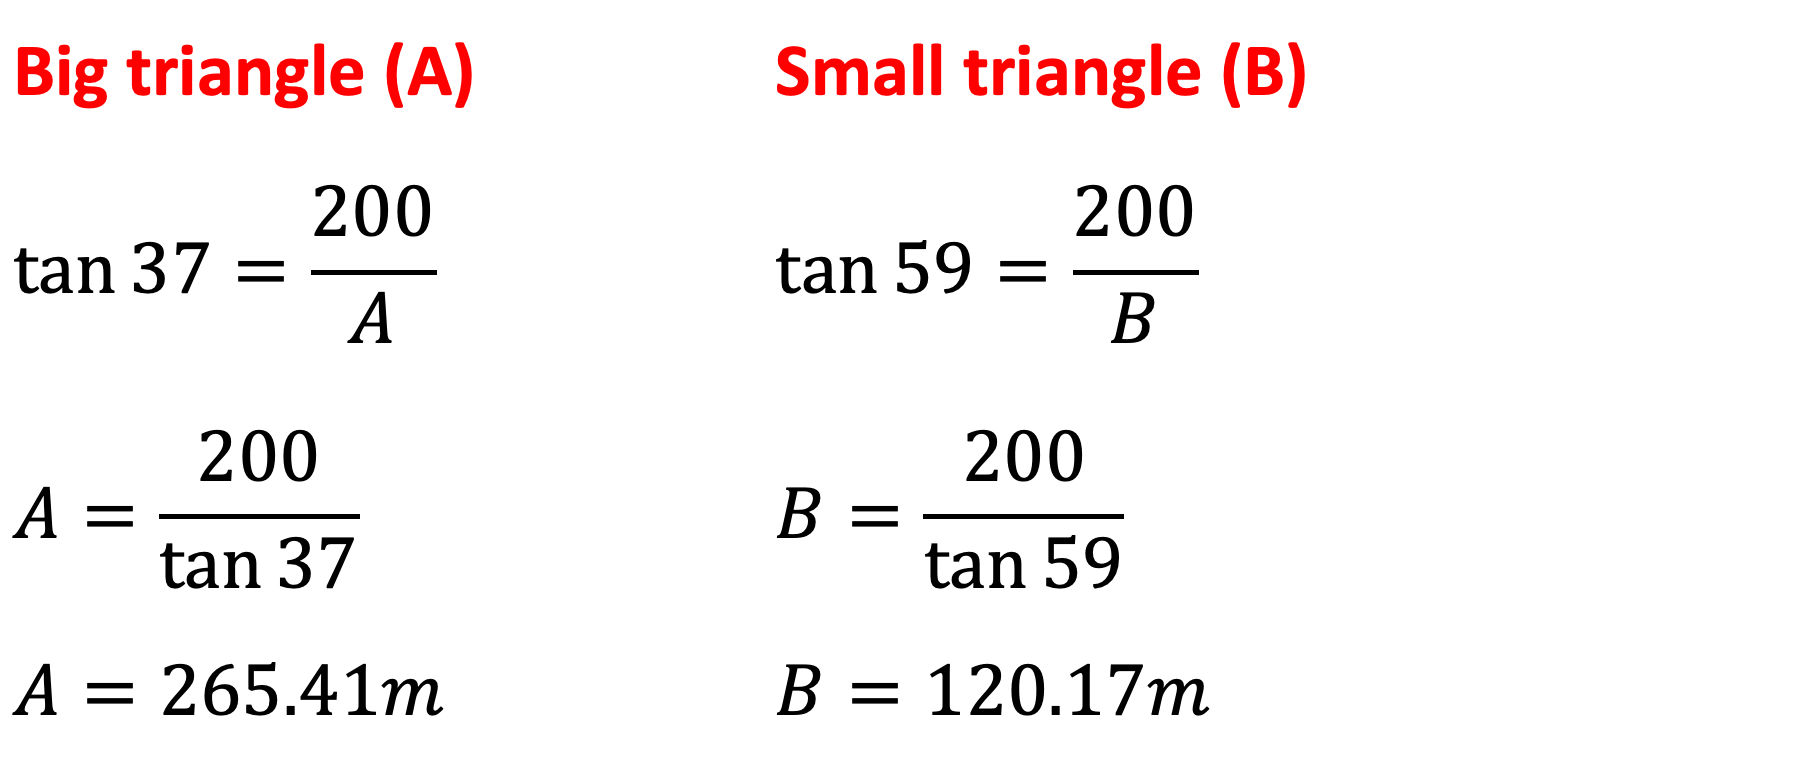 Big triangle (A)
tan 37 = 200/A
A = 200/tan 37
A = 265.41m
Small triangle (B)
tan 59 = 200/B
B = 200/tan 59
B = 120.17m